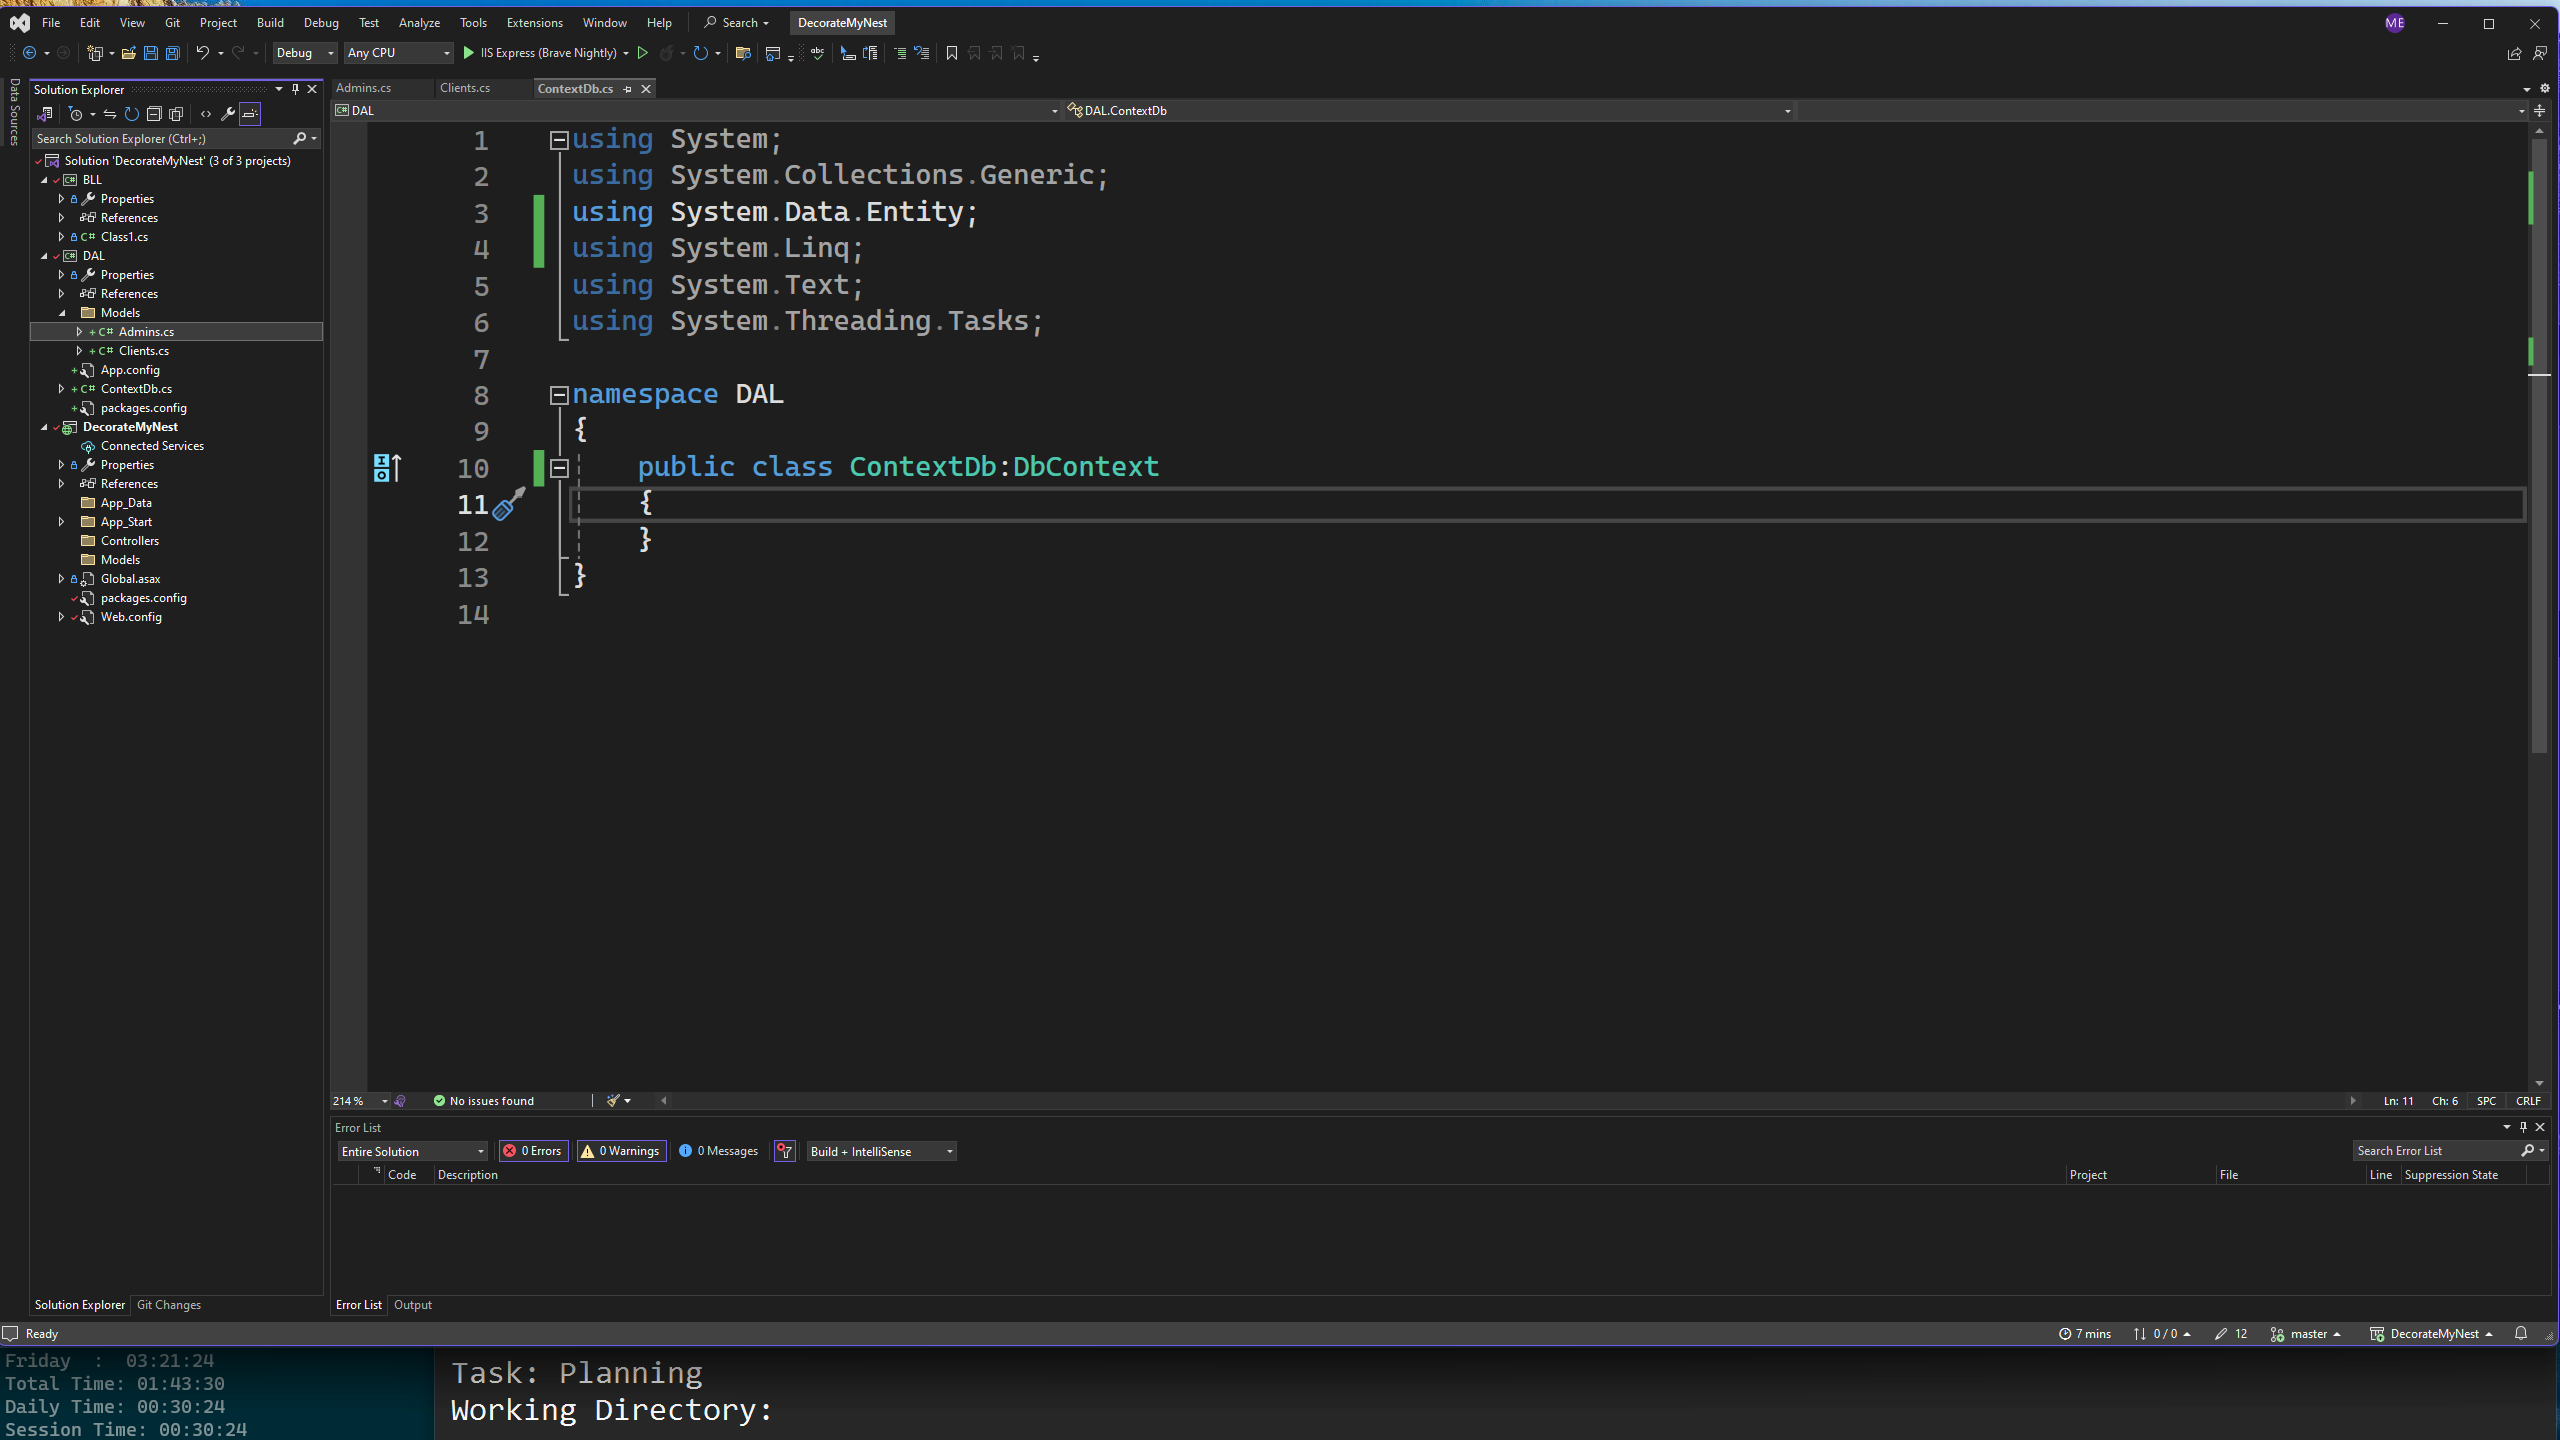 File Edit View Git Project Build Debug Test Analyze Tools Extensions Window Help Search DecorateMyNest ME
Debug Any CPU IIS Express (Brave Nightly)
Data Sources
Solution Explorer
Search Solution Explorer (Ctrl+;)
Solution 'DecorateMyNest' (3 of 3 projects)
BLL
Properties
References
C# Class1.cs
C# DAL
Properties
References
Models
C# Admins.cs
C# Clients.cs
App.config
C# ContextDb.cs
packages.config
DecorateMyNest
Connected Services
Properties
References
App_Data
App_Start
Controllers
Models
Global.asax
packages.config
Web.config
Solution Explorer Git Changes
Admins.cs Clients.cs ContextDb.cs
C# DAL DAL.ContextDb
1 using System;
2 using System.Collections.Generic;
3 using System.Data.Entity;
4 using System.Linq;
5 using System.Text;
6 using System.Threading.Tasks;
7
8 namespace DAL
9 {
10 public class ContextDb:DbContext
11 {
12 }
13 }
14
214 % No issues found Ln: 11 Ch: 6 SPC CRLF
Error List
Entire Solution 0 Errors 0 Warnings 0 Messages Build + IntelliSense Search Error List
Code Description Project File Line Suppression State
Error List Output
Ready 7 mins 0 / 0 12 master DecorateMyNest
Friday : 03:21:24
Total Time: 01:43:30
Daily Time: 00:30:24
Session Time: 00:30:24
Task: Planning
Working Directory: